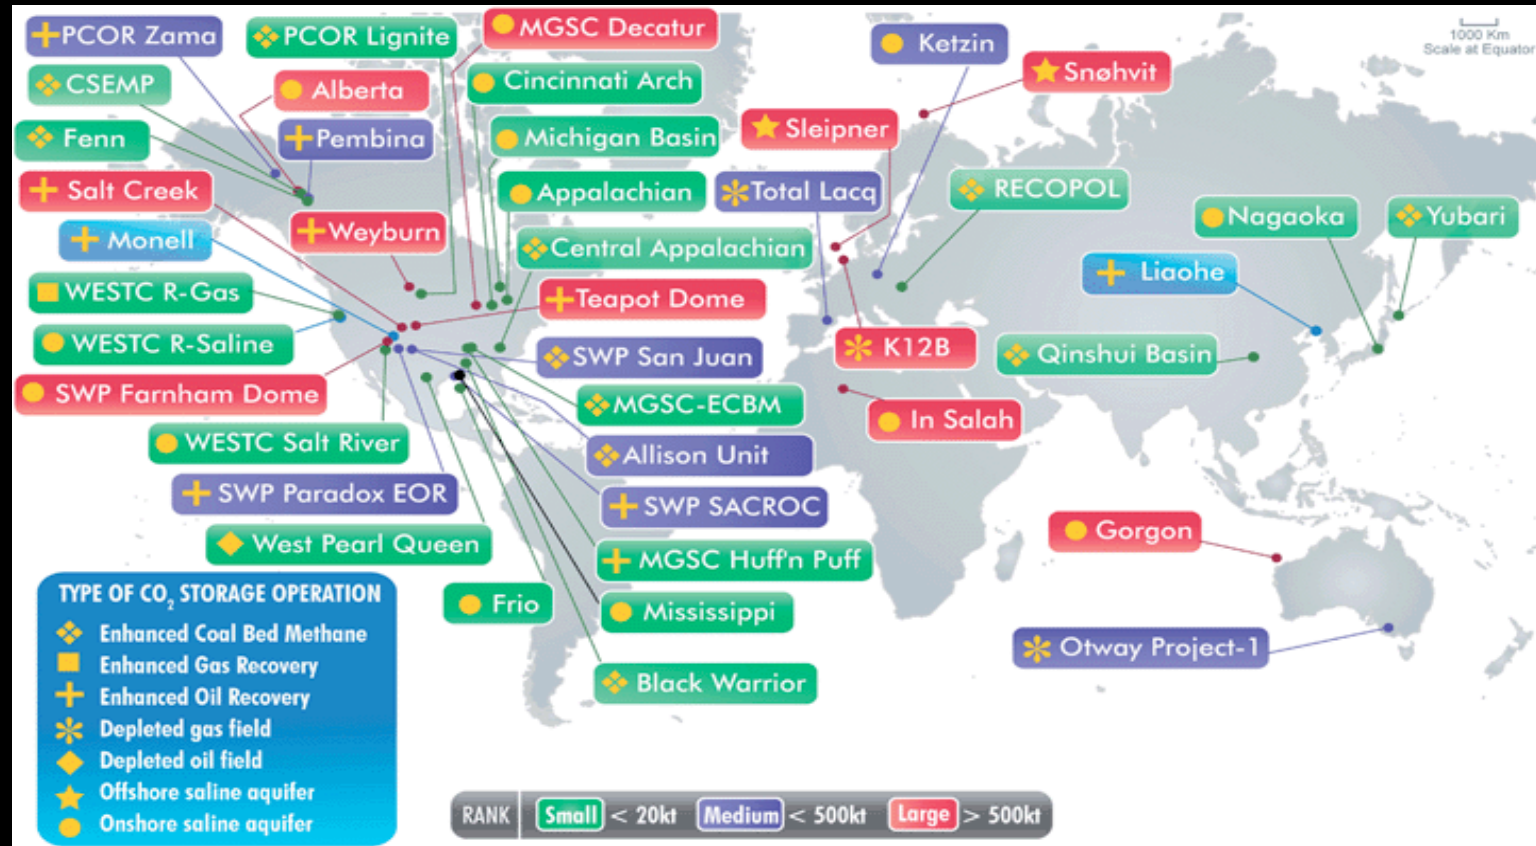 PCOR Zama
PCOR Lignite
MGSC Decatur
Ketzin
1000 Km
Scale at Equator
CSEMP
Alberta
Cincinnati Arch
Snøhvit
Fenn
Pembina
Michigan Basin
Sleipner
Salt Creek
Appalachian
Total Lacq
RECOPOL
Nagaoka
Yubari
Monell
Weyburn
Central Appalachian
Liaohe
WESTC R-Gas
Teapot Dome
WESTC R-Saline
SWP San Juan
K12B
Qinshui Basin
SWP Farnham Dome
MGSC-ECBM
In Salah
WESTC Salt River
Allison Unit
SWP Paradox EOR
SWP SACROC
West Pearl Queen
MGSC Huff'n Puff
Gorgon
Frio
Mississippi
Otway Project-1
Black Warrior
TYPE OF CO₂ STORAGE OPERATION
Enhanced Coal Bed Methane
Enhanced Gas Recovery
Enhanced Oil Recovery
Depleted gas field
Depleted oil field
Offshore saline aquifer
Onshore saline aquifer
RANK Small < 20kt Medium < 500kt Large > 500kt